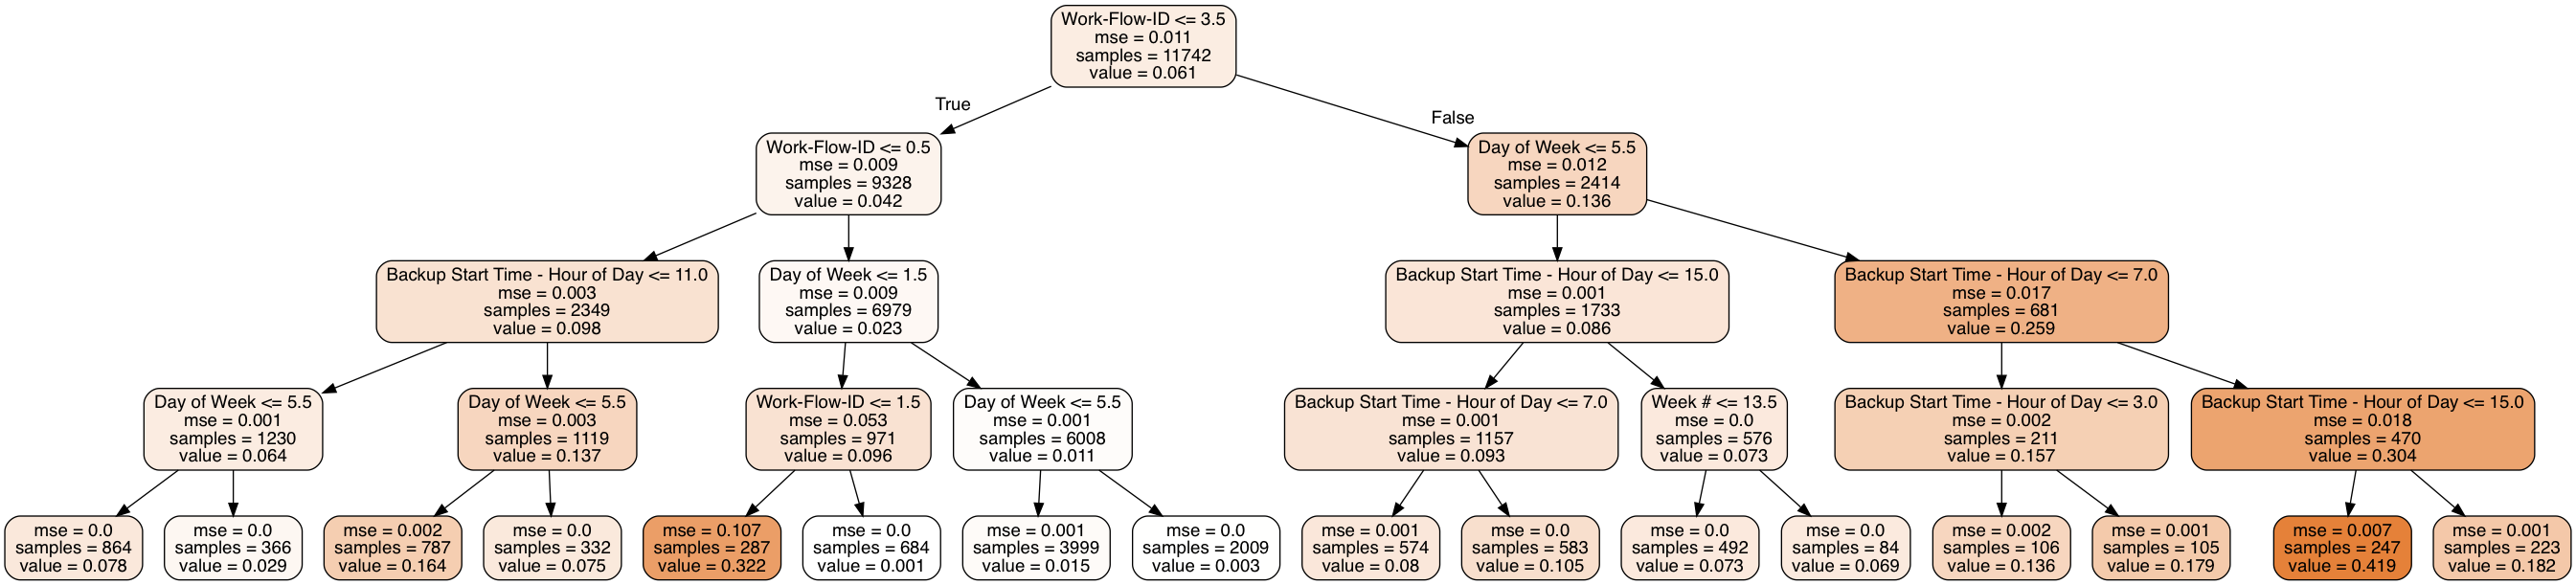 Work-Flow-ID <= 3.5
mse = 0.011
samples = 11742
value = 0.061
True
False
Work-Flow-ID <= 0.5
mse = 0.009
samples = 9328
value = 0.042
Day of Week <= 5.5
mse = 0.012
samples = 2414
value = 0.136
Backup Start Time - Hour of Day <= 11.0
mse = 0.003
samples = 2349
value = 0.098
Day of Week <= 1.5
mse = 0.009
samples = 6979
value = 0.023
Backup Start Time - Hour of Day <= 15.0
mse = 0.001
samples = 1733
value = 0.086
Backup Start Time - Hour of Day <= 7.0
mse = 0.017
samples = 681
value = 0.259
Day of Week <= 5.5
mse = 0.001
samples = 1230
value = 0.064
Day of Week <= 5.5
mse = 0.003
samples = 1119
value = 0.137
Work-Flow-ID <= 1.5
mse = 0.053
samples = 971
value = 0.096
Day of Week <= 5.5
mse = 0.001
samples = 6008
value = 0.011
Backup Start Time - Hour of Day <= 7.0
mse = 0.001
samples = 1157
value = 0.093
Week # <= 13.5
mse = 0.0
samples = 576
value = 0.073
Backup Start Time - Hour of Day <= 3.0
mse = 0.002
samples = 211
value = 0.157
Backup Start Time - Hour of Day <= 15.0
mse = 0.018
samples = 470
value = 0.304
mse = 0.0
samples = 864
value = 0.078
mse = 0.0
samples = 366
value = 0.029
mse = 0.002
samples = 787
value = 0.164
mse = 0.0
samples = 332
value = 0.075
mse = 0.107
samples = 287
value = 0.322
mse = 0.0
samples = 684
value = 0.001
mse = 0.001
samples = 3999
value = 0.015
mse = 0.0
samples = 2009
value = 0.003
mse = 0.001
samples = 574
value = 0.08
mse = 0.0
samples = 583
value = 0.105
mse = 0.0
samples = 492
value = 0.073
mse = 0.0
samples = 84
value = 0.069
mse = 0.002
samples = 106
value = 0.136
mse = 0.001
samples = 105
value = 0.179
mse = 0.007
samples = 247
value = 0.419
mse = 0.001
samples = 223
value = 0.182